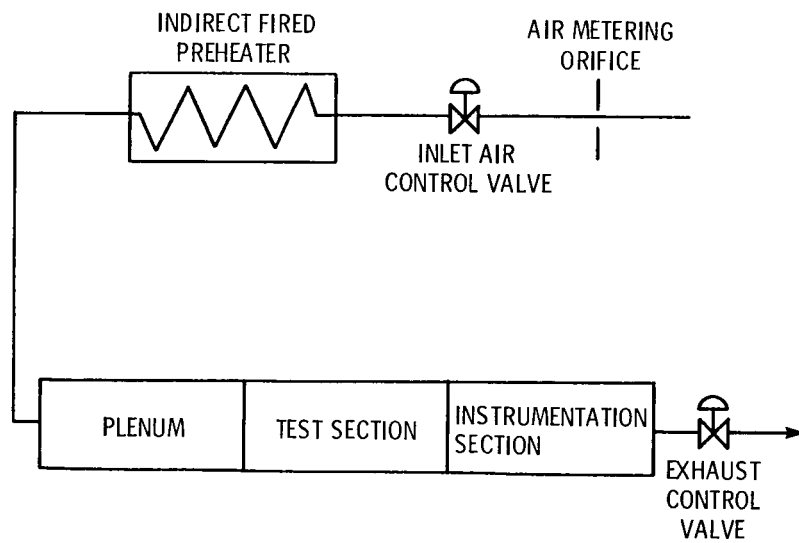 INDIRECT FIRED
PREHEATER
AIR METERING
ORIFICE
INLET AIR
CONTROL VALVE
PLENUM
TEST SECTION
INSTRUMENTATION
SECTION
EXHAUST
CONTROL
VALVE